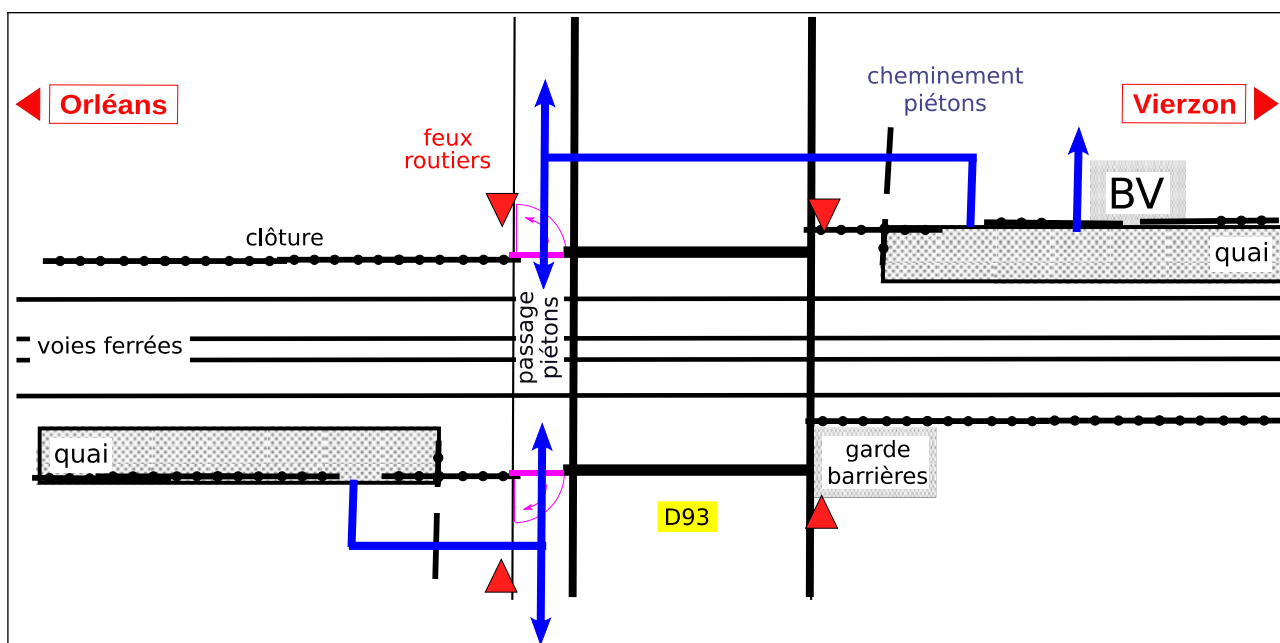 Orléans
cheminement
piétons
Vierzon
feux
routiers
BV
clôture
quai
passage
piétons
voies ferrées
quai
garde
barrières
D93